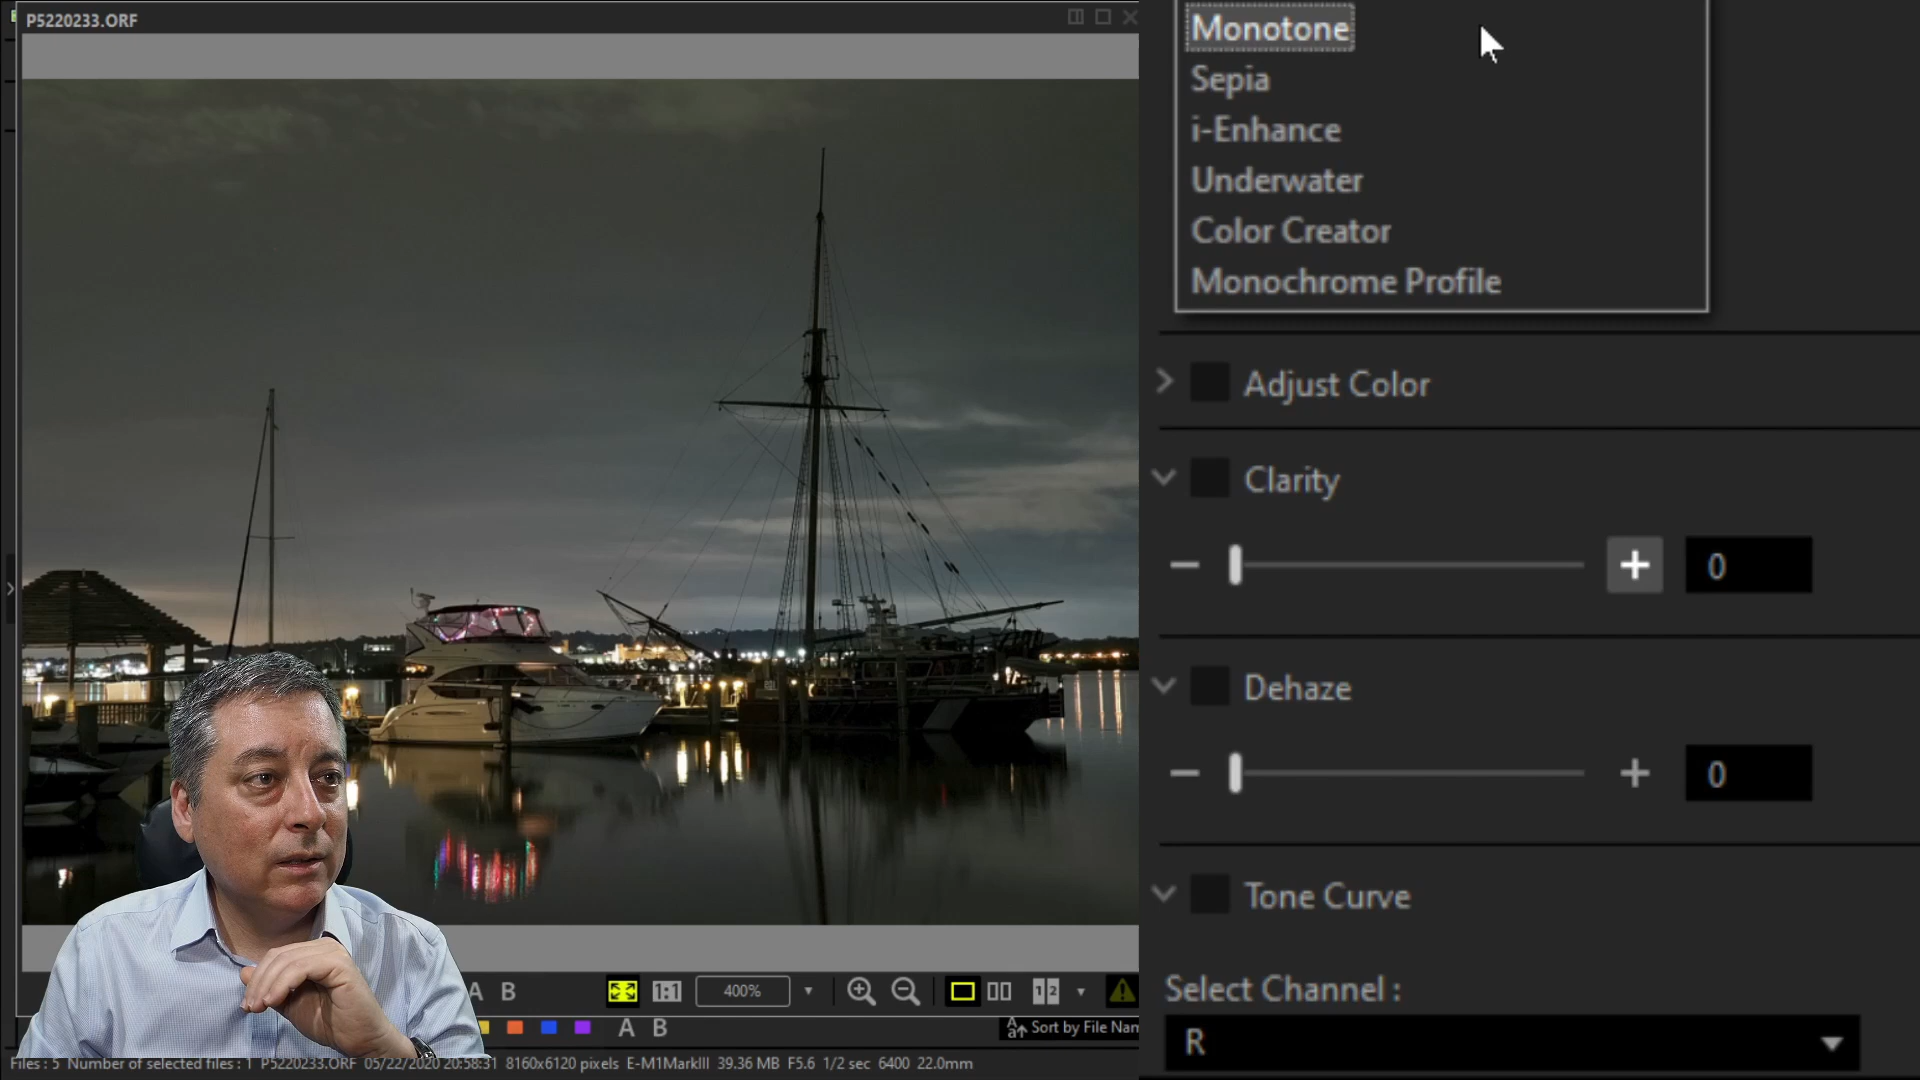 P5220233.ORF
Monotone
Sepia
i-Enhance
Underwater
Color Creator
Monochrome Profile
Adjust Color
Clarity
0
Dehaze
0
Tone Curve
Select Channel :
R
A B
1:1
400%
1 2
A B
Sort by File Nam
Files : 5 Number of selected files : 1 P5220233.ORF 05/22/2020 20:58:31 8160x6120 pixels E-M1MarkIII 39.36 MB F5.6 1/2 sec 6400 22.0mm